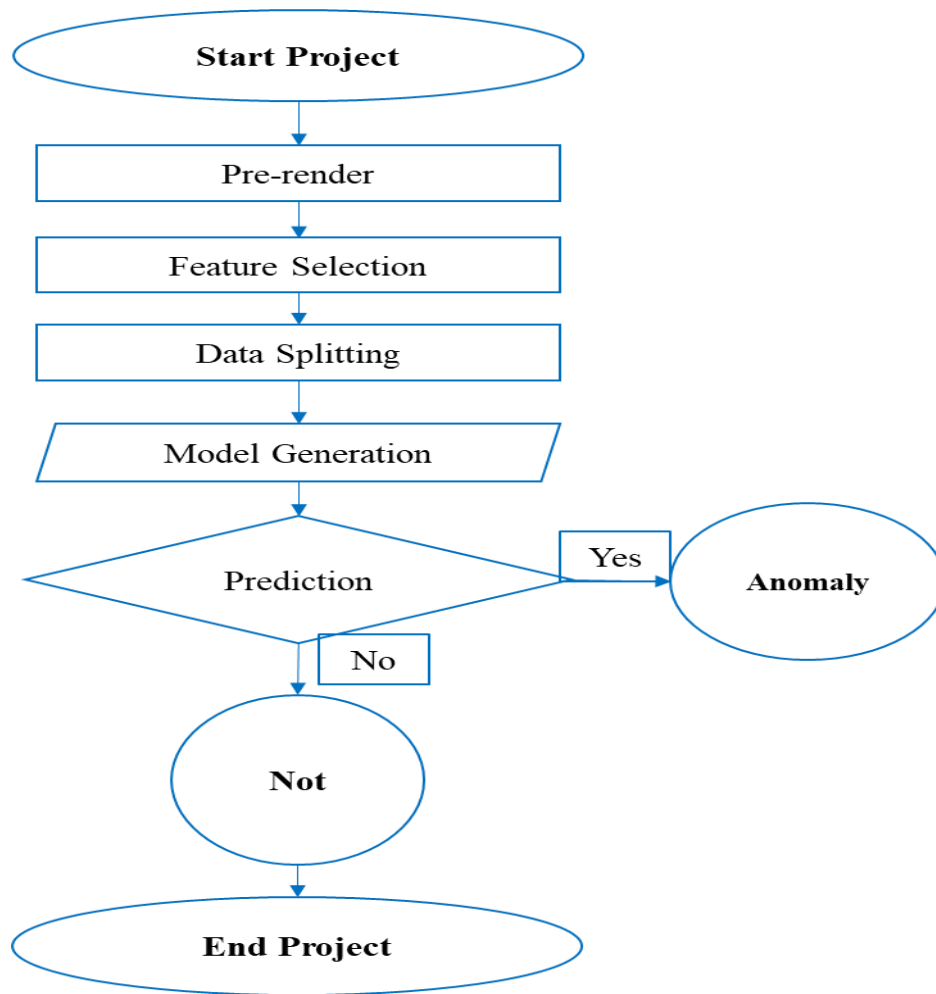 Start Project
Pre-render
Feature Selection
Data Splitting
Model Generation
Prediction
Yes
Anomaly
No
Not
End Project